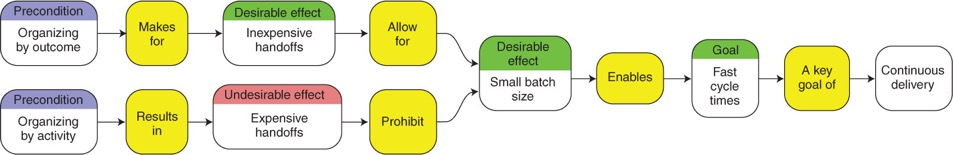 Precondition
Organizing
by outcome
Makes
for
Desirable effect
Inexpensive
handoffs
Allow
for
Precondition
Organizing
by activity
Results
in
Undesirable effect
Expensive
handoffs
Prohibit
Desirable
effect
Small batch
size
Enables
Goal
Fast
cycle
times
A key
goal of
Continuous
delivery